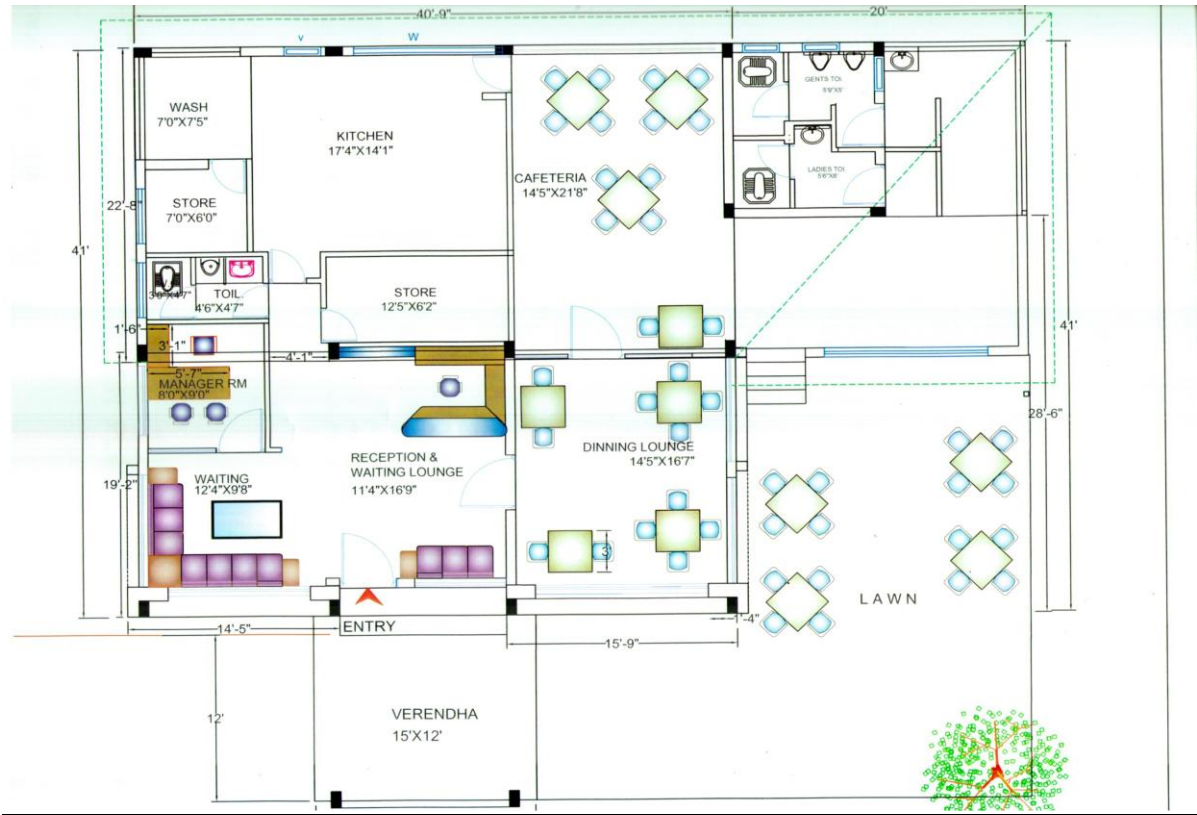 40'-9"
20'
V
W
WASH
7'0"X7'5"
KITCHEN
17'4"X14'1"
GENTS TOI.
CAFETERIA
14'5"X21'8"
LADIES TOI.
STORE
7'0"X6'0"
22'-8"
41'
TOIL.
4'6"X4'7"
STORE
12'5"X6'2"
41'
1'-6"
3'-1"
4'-1"
5'-7"
MANAGER RM
8'0"X9'0"
28'-6"
RECEPTION &
WAITING LOUNGE
11'4"X16'9"
DINNING LOUNGE
14'5"X16'7"
WAITING
12'4"X9'8"
19'-2"
3'
LAWN
1'-4"
14'-5"
ENTRY
15'-9"
12'
VERENDHA
15'X12'